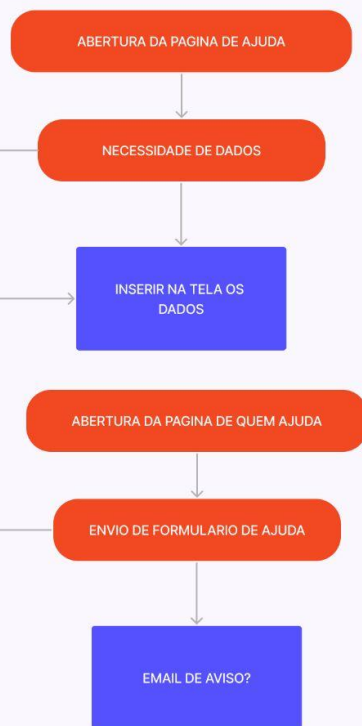 ABERTURA DA PAGINA DE AJUDA
NECESSIDADE DE DADOS
INSERIR NA TELA OS
DADOS
ABERTURA DA PAGINA DE QUEM AJUDA
ENVIO DE FORMULARIO DE AJUDA
EMAIL DE AVISO?